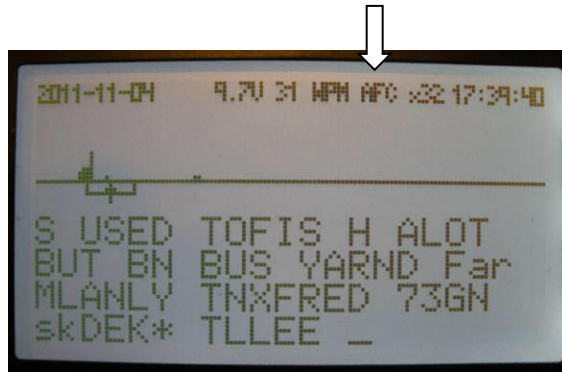 2011-11-04 9.7V 31 WPM AFC x22 17:39:40
S USED TOFIS H ALOT
BUT BN BUS YARND Far
MLANLY TNXFRED 73GN
skDEK* TLLEE _